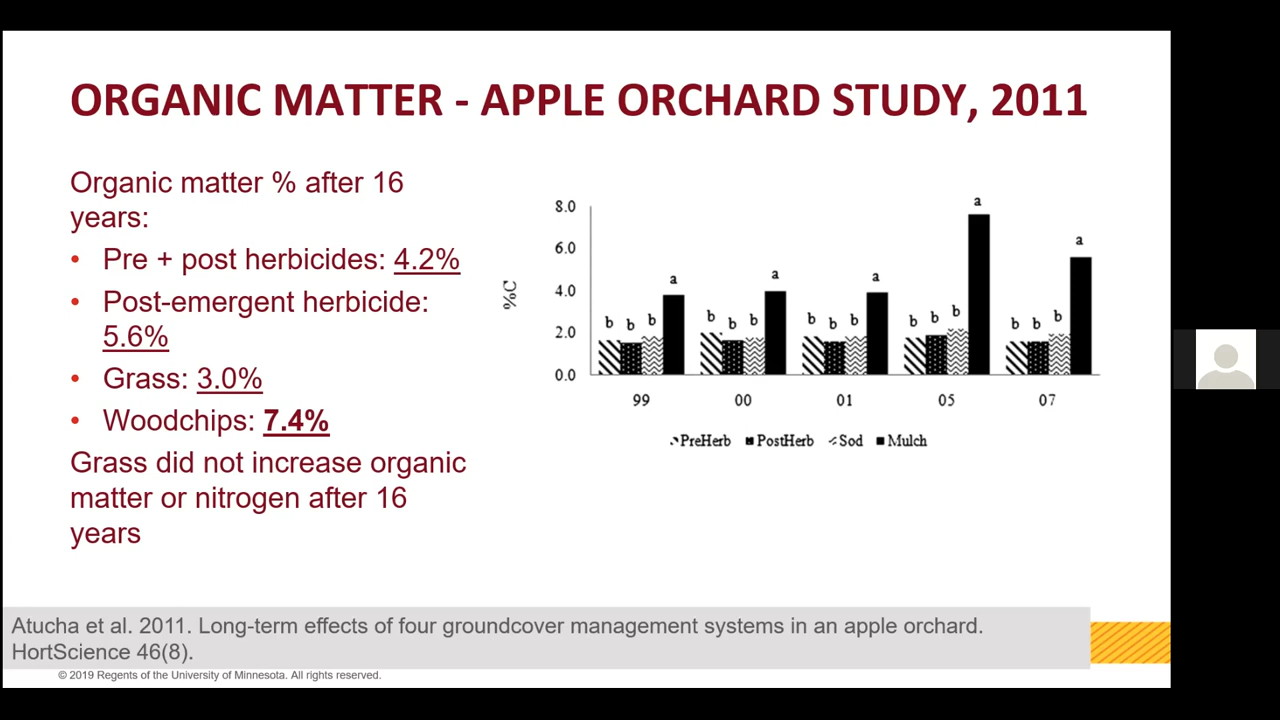 ORGANIC MATTER - APPLE ORCHARD STUDY, 2011
Organic matter % after 16
years:
• Pre + post herbicides: 4.2%
• Post-emergent herbicide:
5.6%
• Grass: 3.0%
• Woodchips: 7.4%
Grass did not increase organic
matter or nitrogen after 16
years
%C
8.0
6.0
4.0
2.0
0.0
b b b a
b b b a
b b b a
b b b a
b b b a
99 00 01 05 07
PreHerb PostHerb Sod Mulch
Atucha et al. 2011. Long-term effects of four groundcover management systems in an apple orchard.
HortScience 46(8).
© 2019 Regents of the University of Minnesota. All rights reserved.